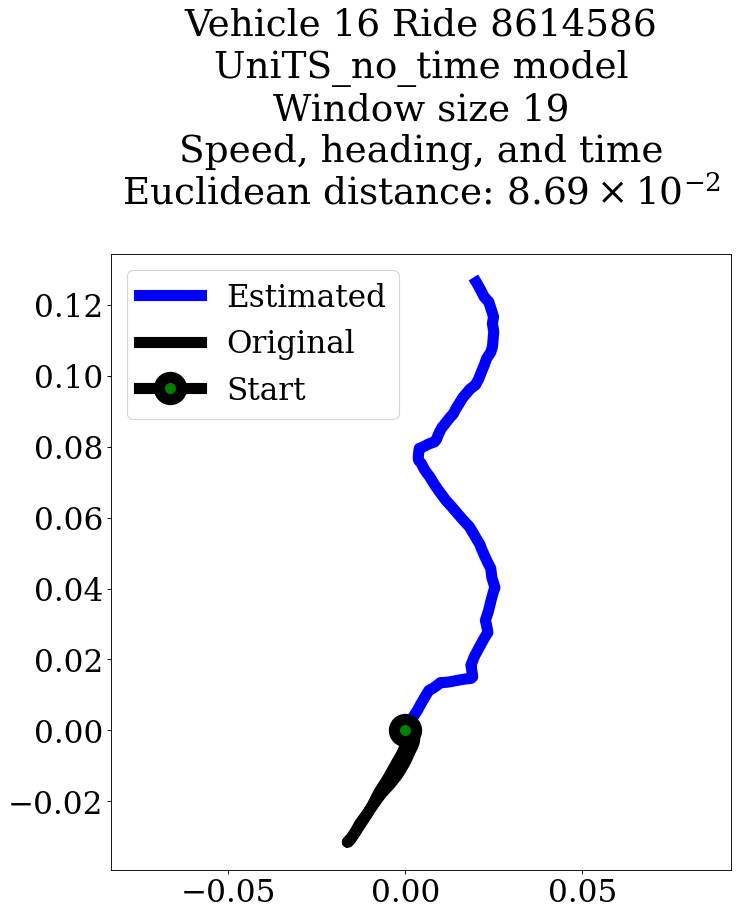 Vehicle 16 Ride 8614586
UniTS_no_time model
Window size 19
Speed, heading, and time
Euclidean distance: 8.69 × 10⁻²
Estimated
Original
Start
0.12
0.10
0.08
0.06
0.04
0.02
0.00
−0.02
−0.05 0.00 0.05